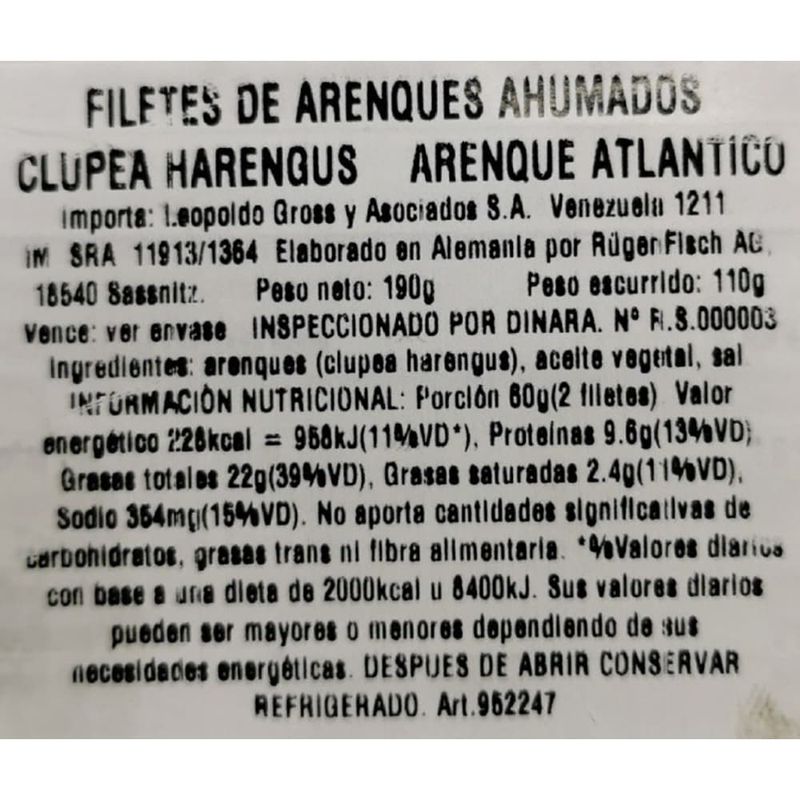 FILETES DE ARENQUES AHUMADOS
CLUPEA HARENGUS ARENQUE ATLANTICO
Importa: Leopoldo Gross y Asociados S.A. Venezuela 1211
IM SRA 11913/1364 Elaborado en Alemania por Rügen Fisch AG
18540 Sassnitz. Peso neto: 190g Peso escurrido: 110g
Vence: ver envase INSPECCIONADO POR DINARA. Nº R.S.000003
Ingredientes: arenques (clupea harengus), aceite vegetal, sal
INFORMACIÓN NUTRICIONAL: Porción 60g(2 filetes) Valor
energético 228kcal = 958kJ(11%VD*), Proteínas 9.6g(13%VD),
Grasas totales 22g(39%VD), Grasas saturadas 2.4g(11%VD),
Sodio 354mg(15%VD). No aporta cantidades significativas de
carbohidratos, grasas trans ni fibra alimentaria. *%Valores diarios
con base a una dieta de 2000kcal u 8400kJ. Sus valores diarios
pueden ser mayores o menores dependiendo de sus
necesidades energéticas. DESPUES DE ABRIR CONSERVAR
REFRIGERADO. Art.952247